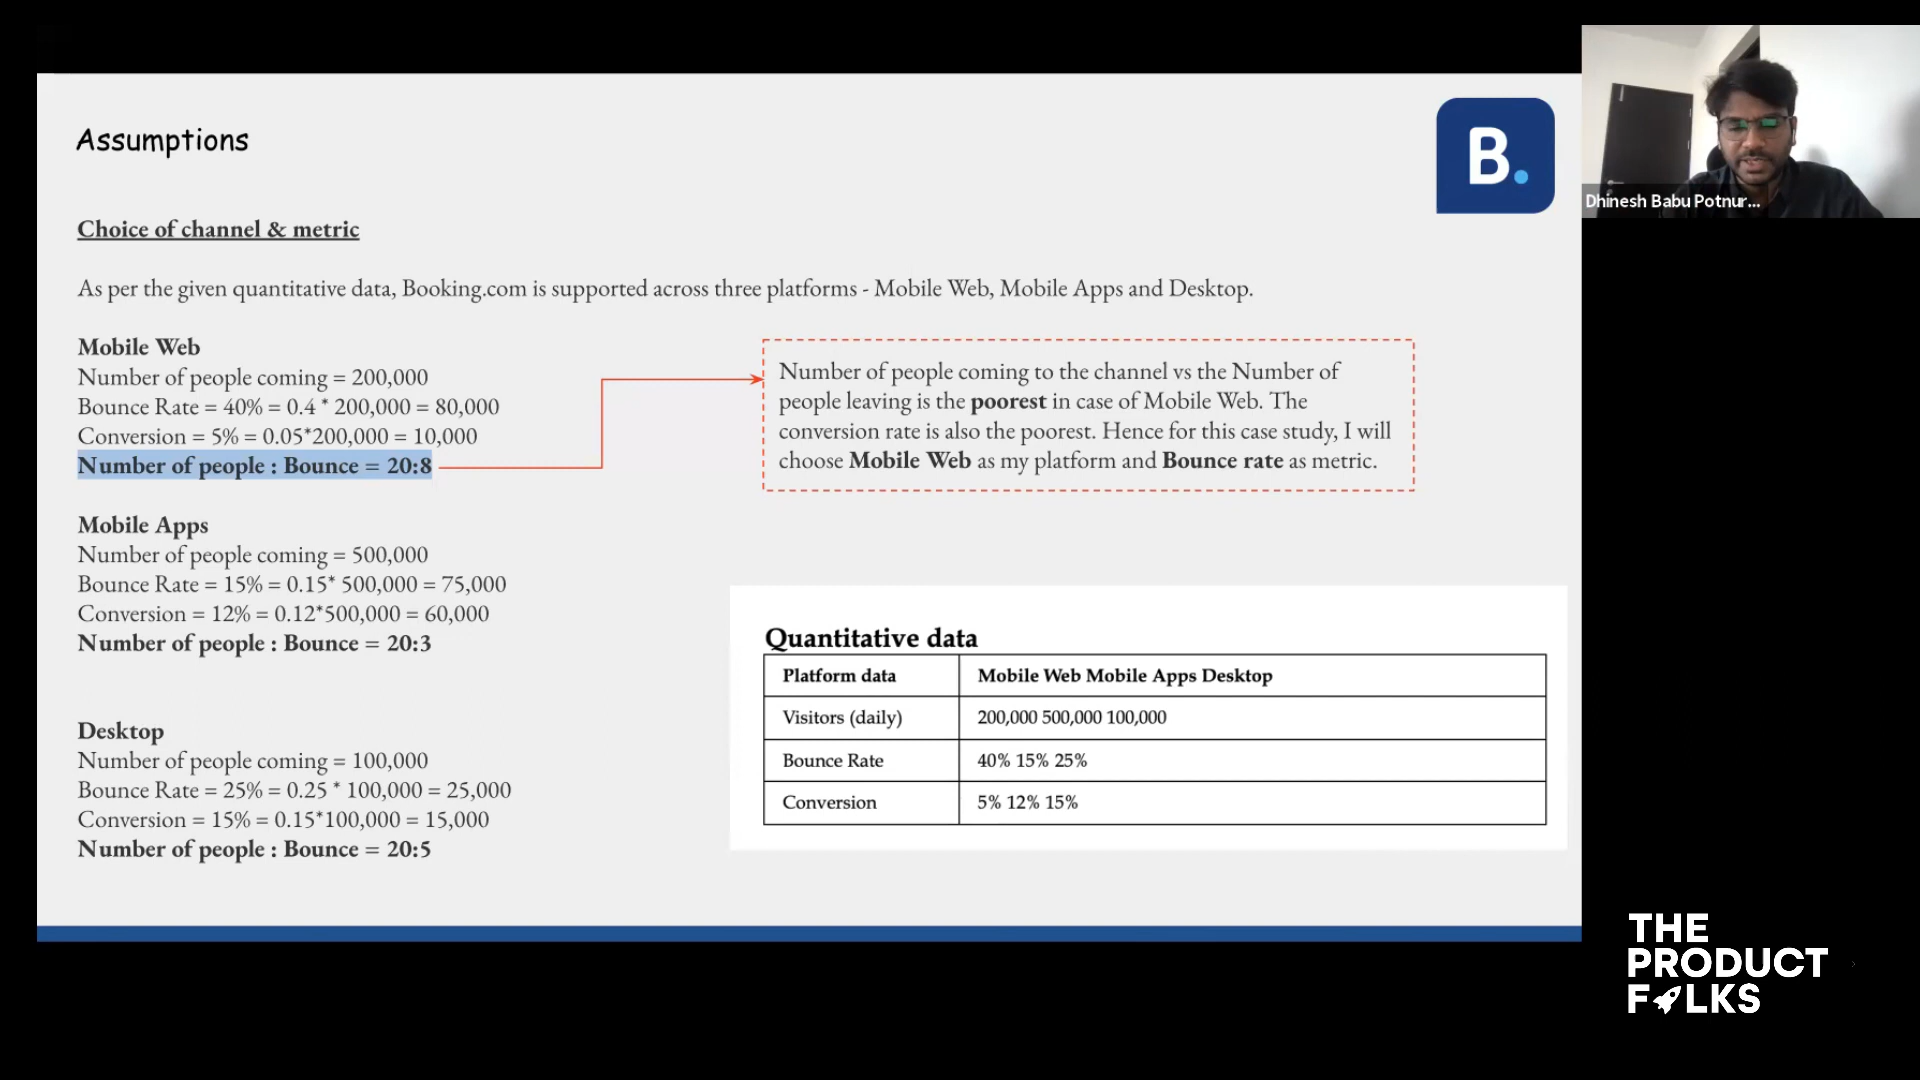 Assumptions
B.
Dhinesh Babu Potnur...
Choice of channel & metric
As per the given quantitative data, Booking.com is supported across three platforms - Mobile Web, Mobile Apps and Desktop.
Mobile Web
Number of people coming = 200,000
Bounce Rate = 40% = 0.4 * 200,000 = 80,000
Conversion = 5% = 0.05*200,000 = 10,000
Number of people : Bounce = 20:8
Number of people coming to the channel vs the Number of
people leaving is the poorest in case of Mobile Web. The
conversion rate is also the poorest. Hence for this case study, I will
choose Mobile Web as my platform and Bounce rate as metric.
Mobile Apps
Number of people coming = 500,000
Bounce Rate = 15% = 0.15* 500,000 = 75,000
Conversion = 12% = 0.12*500,000 = 60,000
Number of people : Bounce = 20:3
Desktop
Number of people coming = 100,000
Bounce Rate = 25% = 0.25 * 100,000 = 25,000
Conversion = 15% = 0.15*100,000 = 15,000
Number of people : Bounce = 20:5
Quantitative data
Platform data Mobile Web Mobile Apps Desktop
Visitors (daily) 200,000 500,000 100,000
Bounce Rate 40% 15% 25%
Conversion 5% 12% 15%
THE
PRODUCT
FOLKS